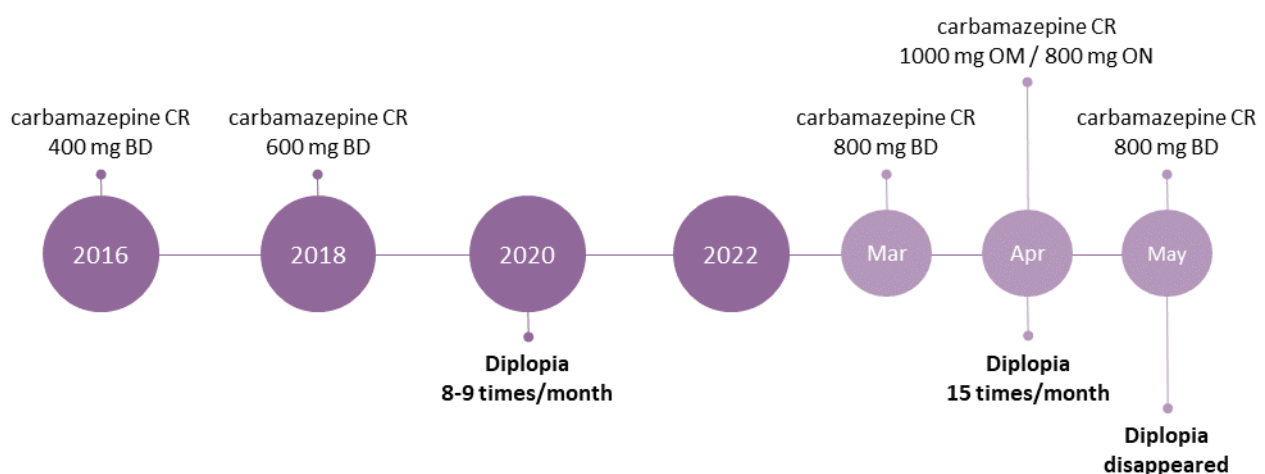 carbamazepine CR
1000 mg OM / 800 mg ON
carbamazepine CR
400 mg BD
carbamazepine CR
600 mg BD
carbamazepine CR
800 mg BD
carbamazepine CR
800 mg BD
2016
2018
2020
2022
Mar
Apr
May
Diplopia
8-9 times/month
Diplopia
15 times/month
Diplopia
disappeared